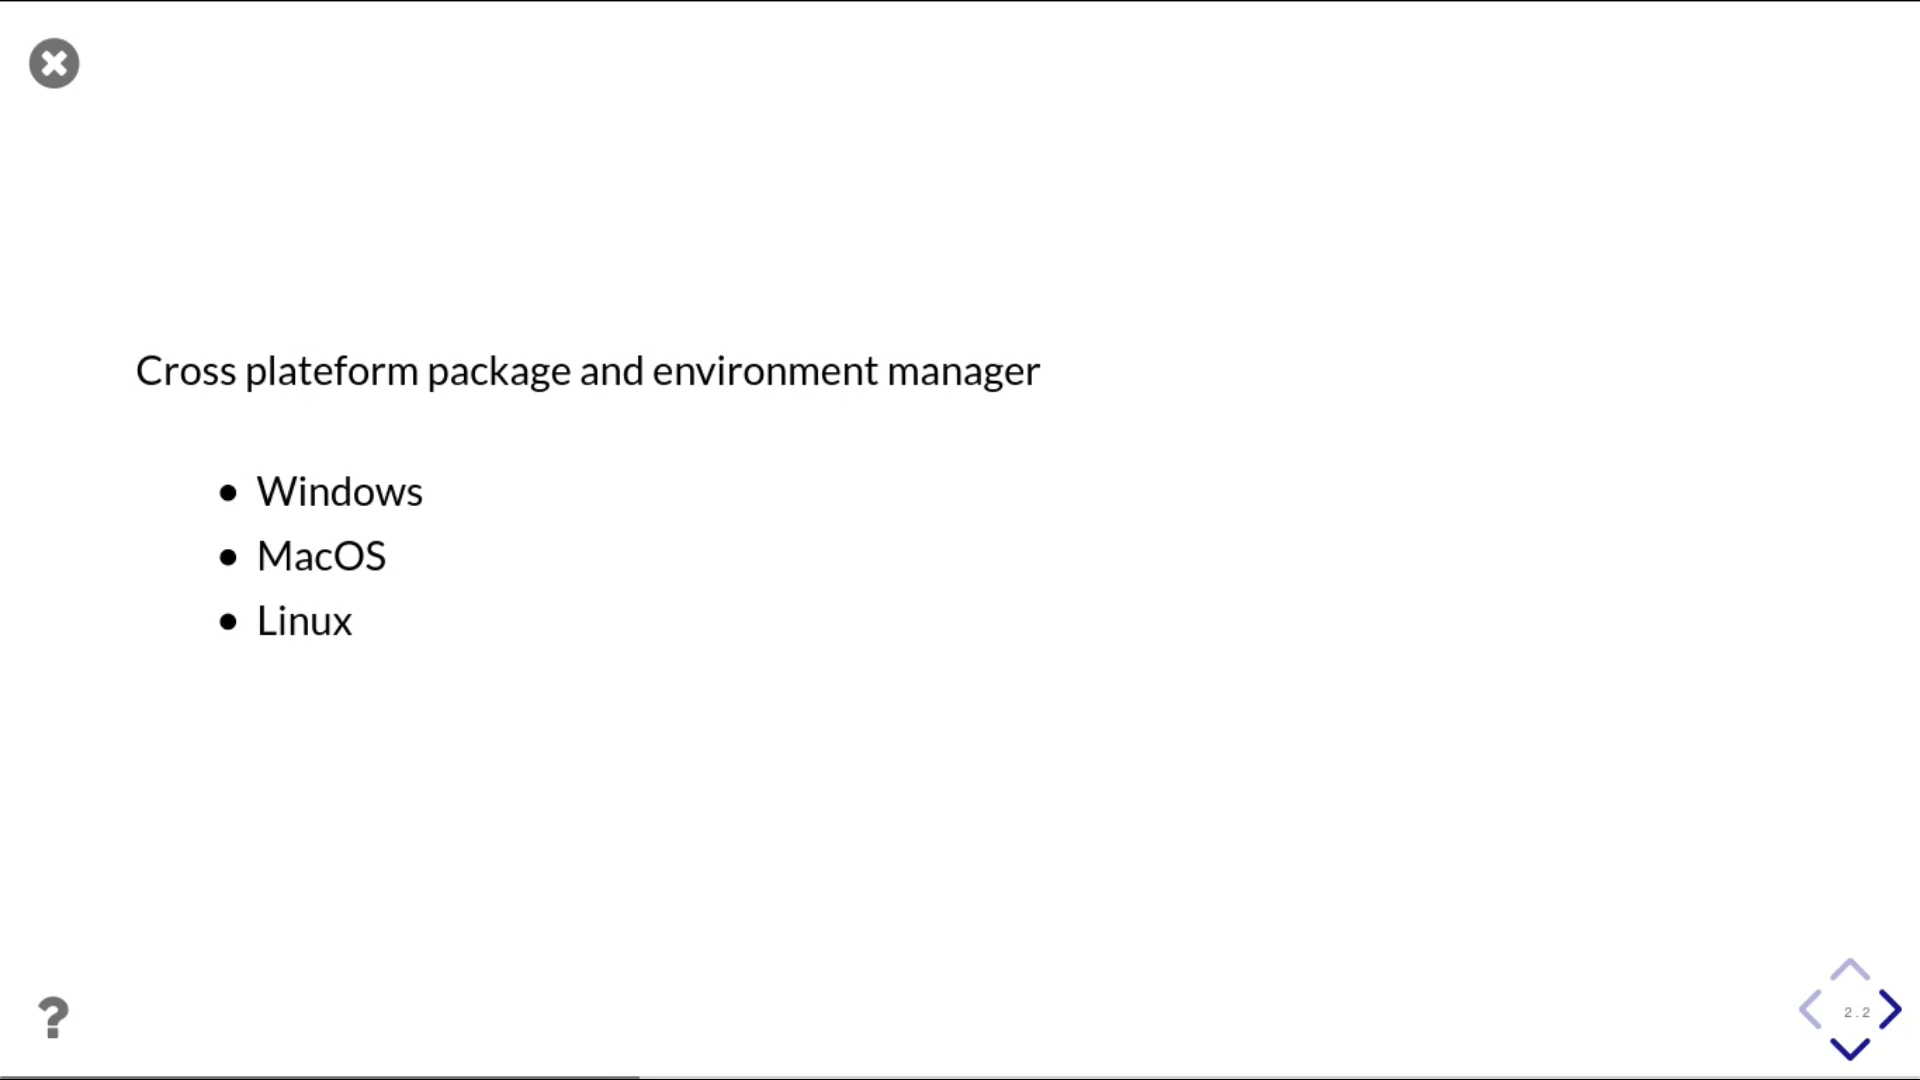 Cross plateform package and environment manager
Windows
MacOS
Linux
?
2.2